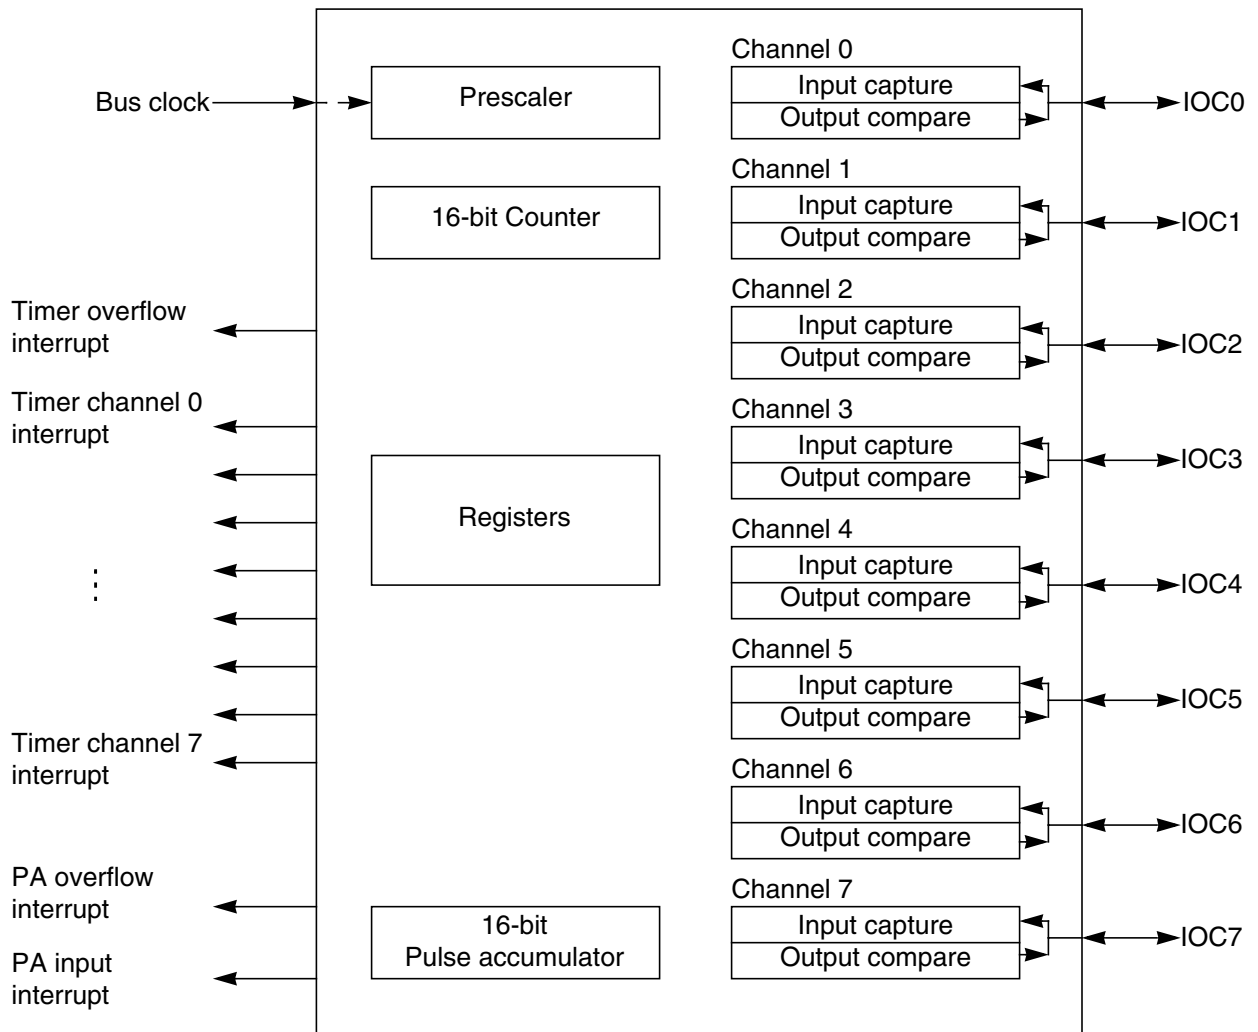 Bus clock
Prescaler
16-bit Counter
Timer overflow
interrupt
Timer channel 0
interrupt
Registers
Timer channel 7
interrupt
PA overflow
interrupt
16-bit
Pulse accumulator
PA input
interrupt
Channel 0
Input capture
Output compare
IOC0
Channel 1
Input capture
Output compare
IOC1
Channel 2
Input capture
Output compare
IOC2
Channel 3
Input capture
Output compare
IOC3
Channel 4
Input capture
Output compare
IOC4
Channel 5
Input capture
Output compare
IOC5
Channel 6
Input capture
Output compare
IOC6
Channel 7
Input capture
Output compare
IOC7